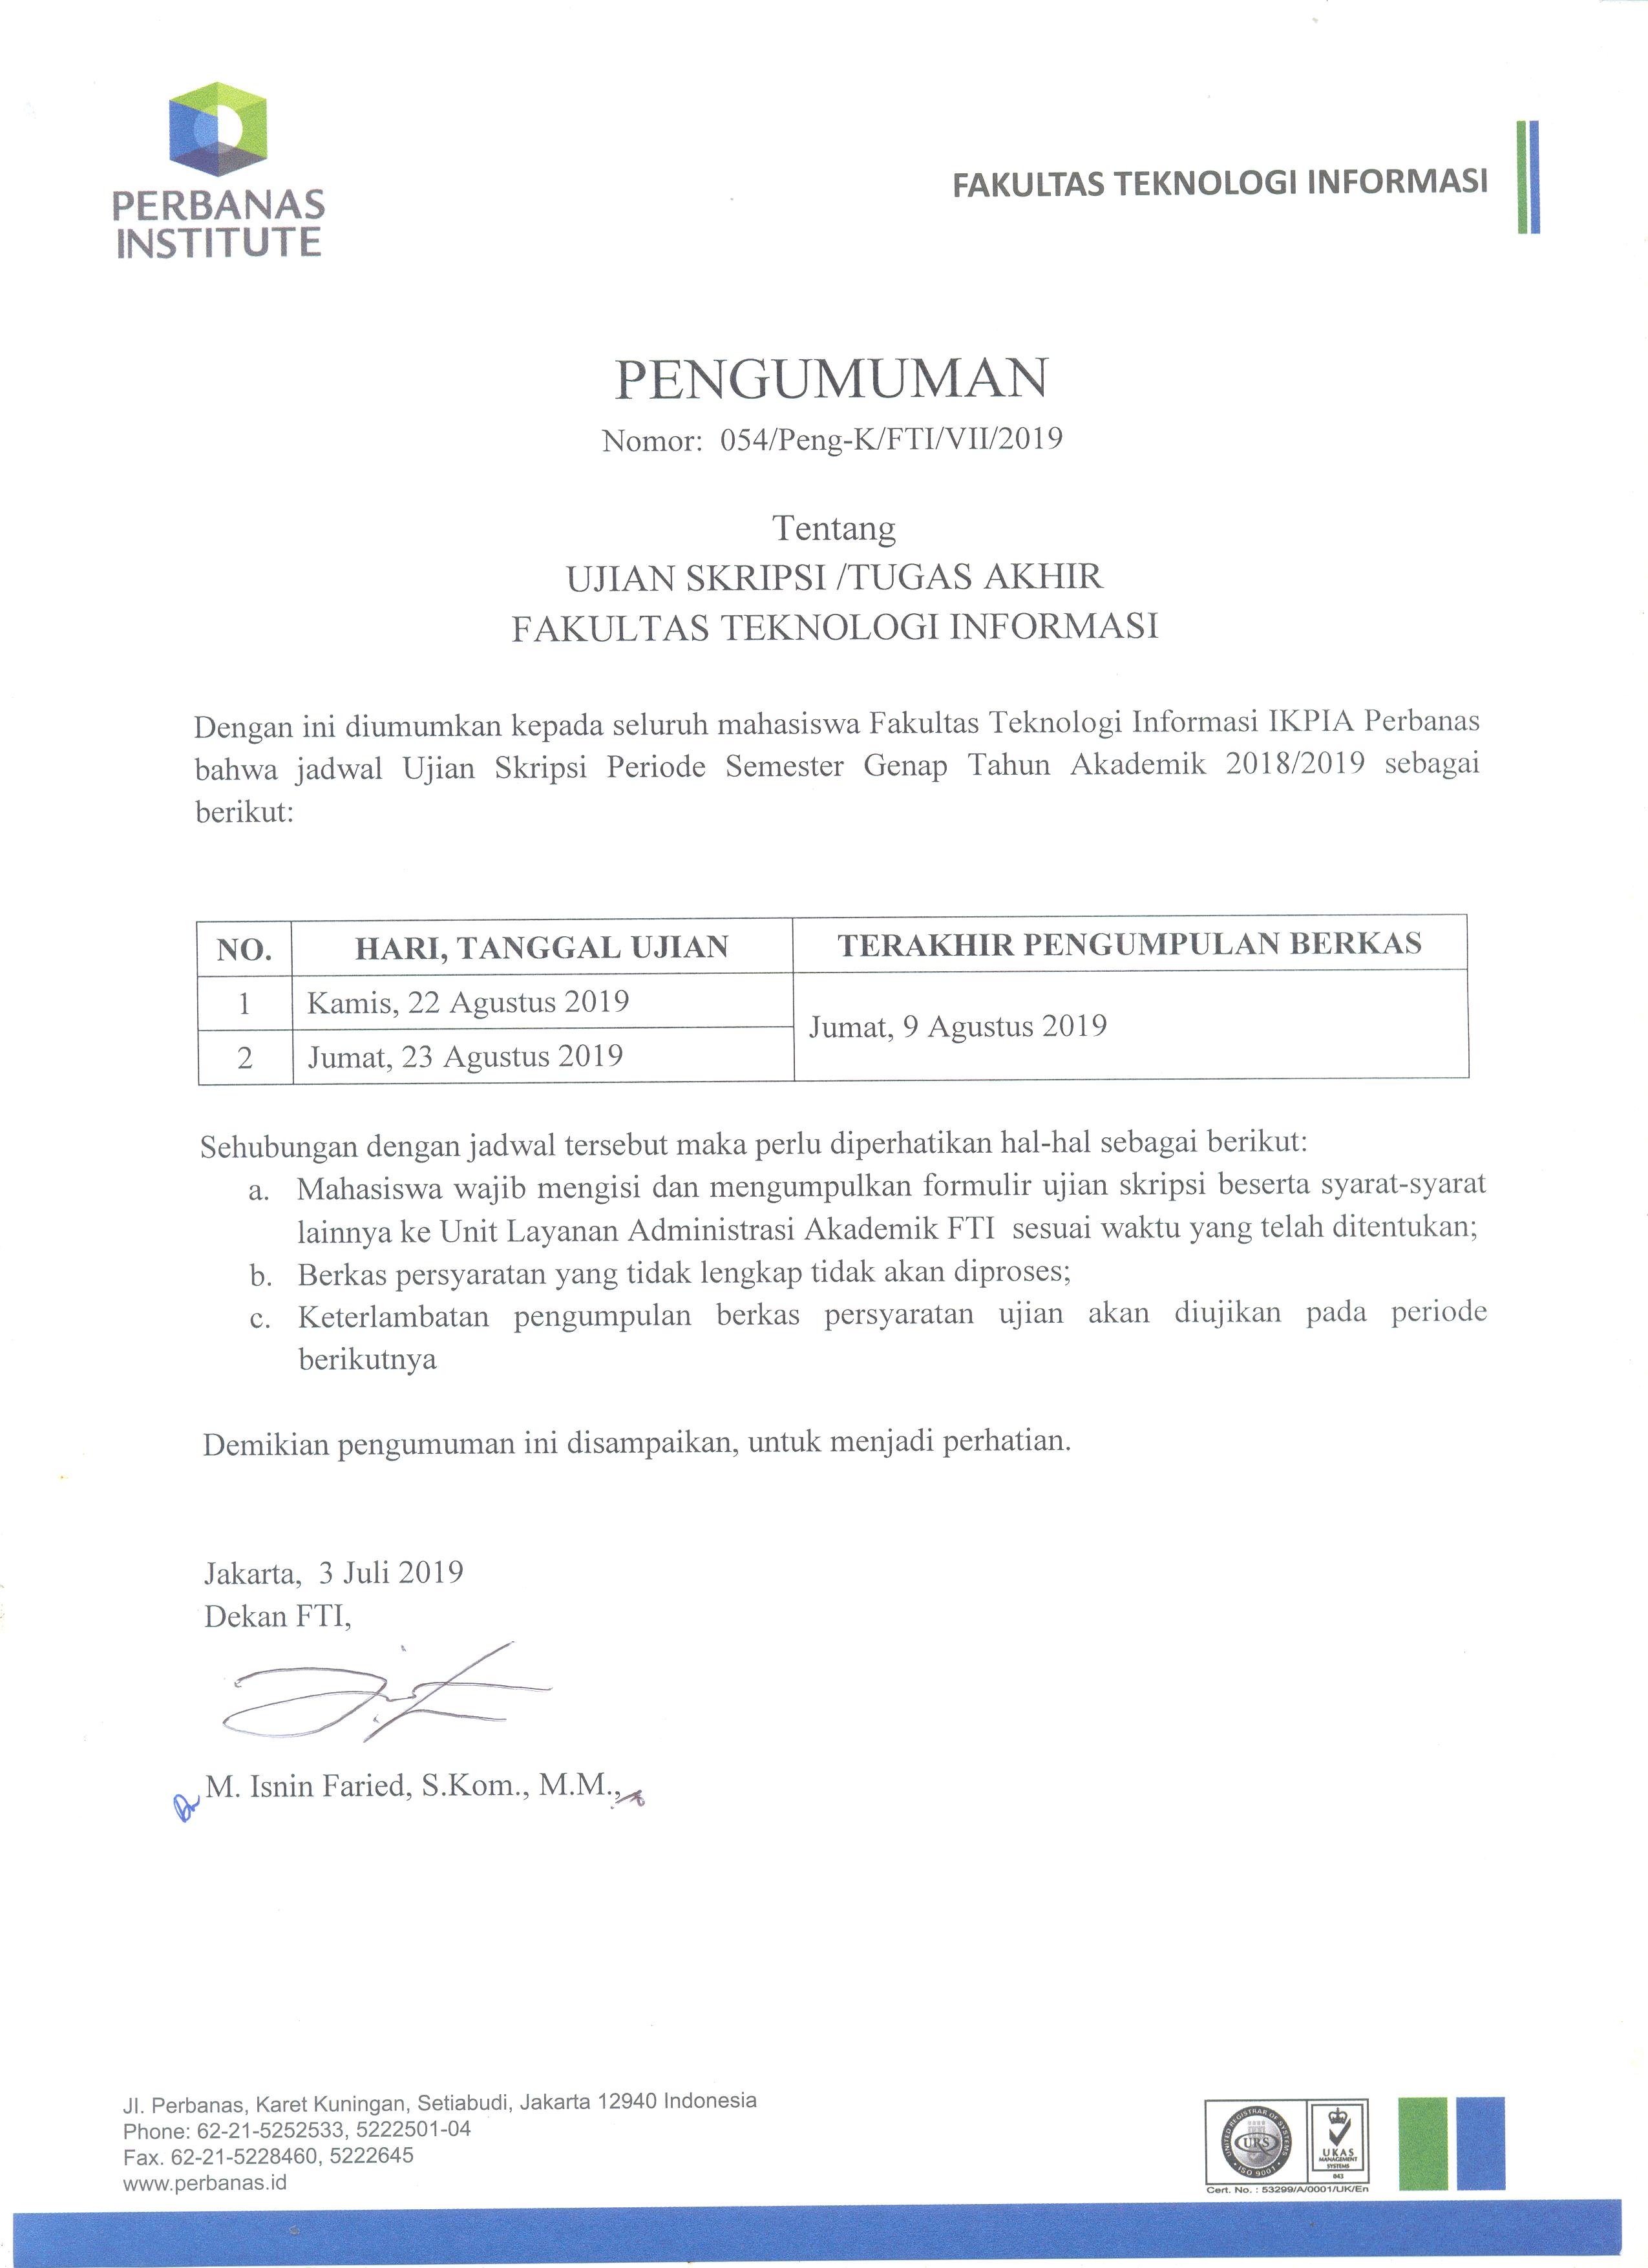 PERBANAS
INSTITUTE
FAKULTAS TEKNOLOGI INFORMASI
PENGUMUMAN
Nomor: 054/Peng-K/FTI/VII/2019
Tentang
UJIAN SKRIPSI /TUGAS AKHIR
FAKULTAS TEKNOLOGI INFORMASI
Dengan ini diumumkan kepada seluruh mahasiswa Fakultas Teknologi Informasi IKPIA Perbanas
bahwa jadwal Ujian Skripsi Periode Semester Genap Tahun Akademik 2018/2019 sebagai
berikut:
NO. HARI, TANGGAL UJIAN TERAKHIR PENGUMPULAN BERKAS
1 Kamis, 22 Agustus 2019
Jumat, 9 Agustus 2019
2 Jumat, 23 Agustus 2019
Sehubungan dengan jadwal tersebut maka perlu diperhatikan hal-hal sebagai berikut:
a. Mahasiswa wajib mengisi dan mengumpulkan formulir ujian skripsi beserta syarat-syarat
lainnya ke Unit Layanan Administrasi Akademik FTI sesuai waktu yang telah ditentukan;
b. Berkas persyaratan yang tidak lengkap tidak akan diproses;
c. Keterlambatan pengumpulan berkas persyaratan ujian akan diujikan pada periode
berikutnya
Demikian pengumuman ini disampaikan, untuk menjadi perhatian.
Jakarta, 3 Juli 2019
Dekan FTI,
M. Isnin Faried, S.Kom., M.M.,
Jl. Perbanas, Karet Kuningan, Setiabudi, Jakarta 12940 Indonesia
Phone: 62-21-5252533, 5222501-04
Fax. 62-21-5228460, 5222645
www.perbanas.id
UNITED REGISTRAR OF SYSTEMS
URS
ISO 9001
UKAS
MANAGEMENT
SYSTEMS
043
Cert. No. : 53299/A/0001/UK/En